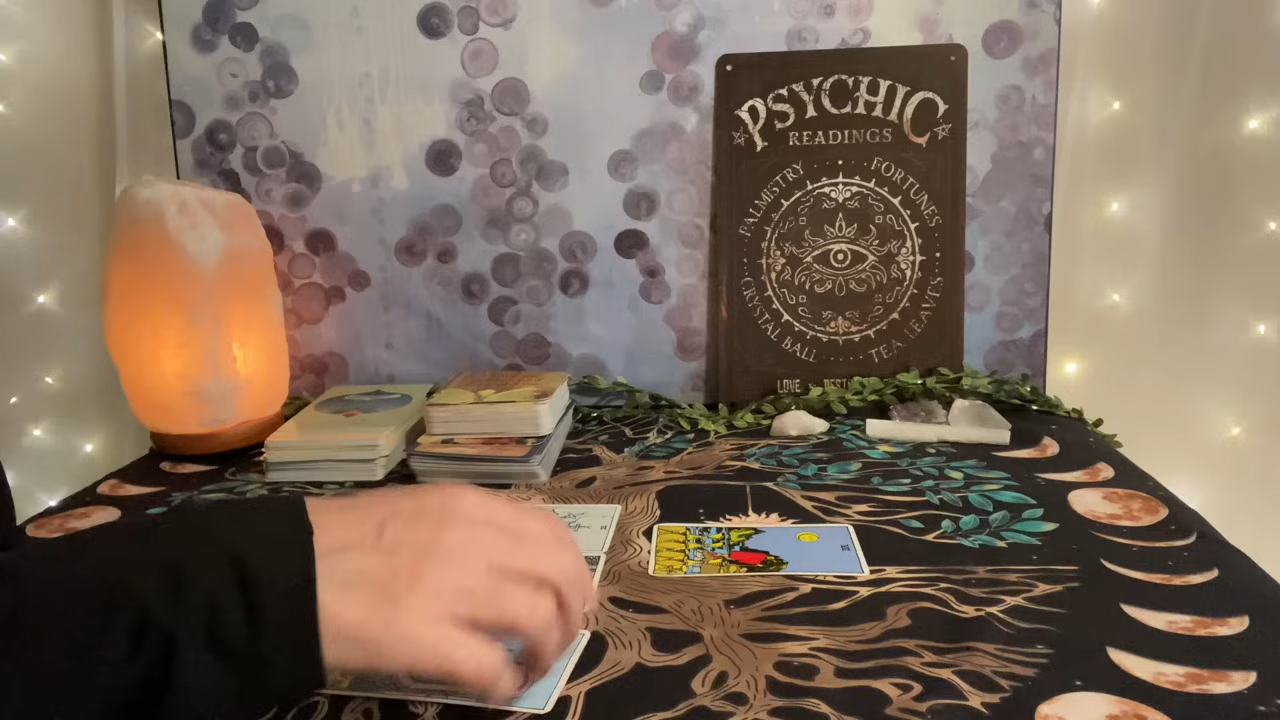 PSYCHIC
READINGS
PALMISTRY
FORTUNES
CRYSTAL BALL
TEA LEAVES
LOVE